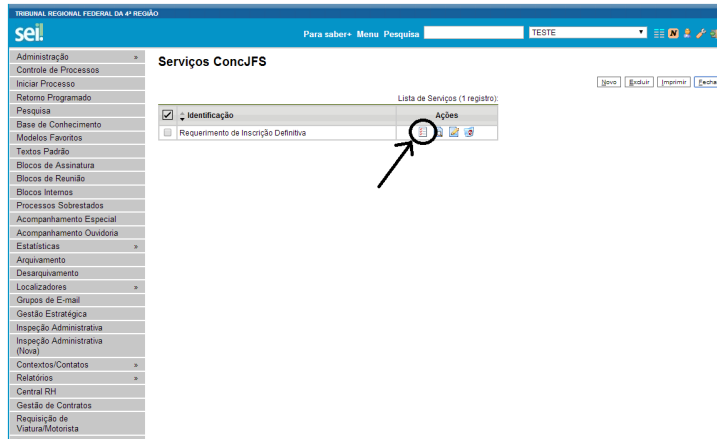 TRIBUNAL REGIONAL FEDERAL DA 4ª REGIÃO
sei!
Para saber+ Menu Pesquisa
TESTE
N
Administração »
Controle de Processos
Iniciar Processo
Retorno Programado
Pesquisa
Base de Conhecimento
Modelos Favoritos
Textos Padrão
Blocos de Assinatura
Blocos de Reunião
Blocos Internos
Processos Sobrestados
Acompanhamento Especial
Acompanhamento Ouvidoria
Estatísticas »
Arquivamento
Desarquivamento
Localizadores »
Grupos de E-mail
Gestão Estratégica
Inspeção Administrativa
Inspeção Administrativa
(Nova)
Contextos/Contatos »
Relatórios »
Central RH
Gestão de Contratos
Requisição de
Viatura/Motorista
Serviços ConcJFS
Novo Excluir Imprimir Fecha
Lista de Serviços (1 registro):
Identificação Ações
Requerimento de Inscrição Definitiva